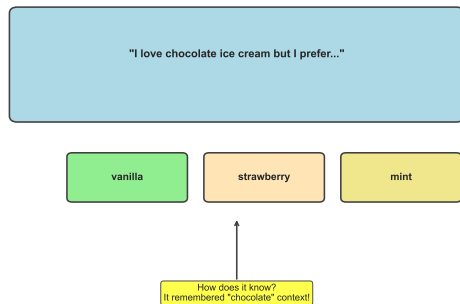 "I love chocolate ice cream but I prefer..."
vanilla
strawberry
mint
How does it know?
It remembered "chocolate" context!